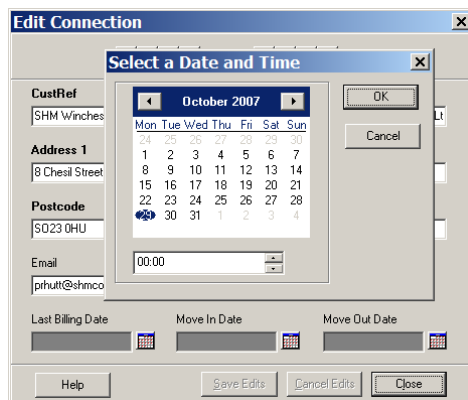 Edit Connection
Select a Date and Time
October 2007
Mon Tue Wed Thu Fri Sat Sun
24 25 26 27 28 29 30
1 2 3 4 5 6 7
8 9 10 11 12 13 14
15 16 17 18 19 20 21
22 23 24 25 26 27 28
29 30 31 1 2 3 4
00:00
OK
Cancel
CustRef
SHM Winches
Lt
Address 1
8 Chesil Street
Postcode
SO23 0HU
Email
prhutt@shmco
Last Billing Date Move In Date Move Out Date
Help Save Edits Cancel Edits Close